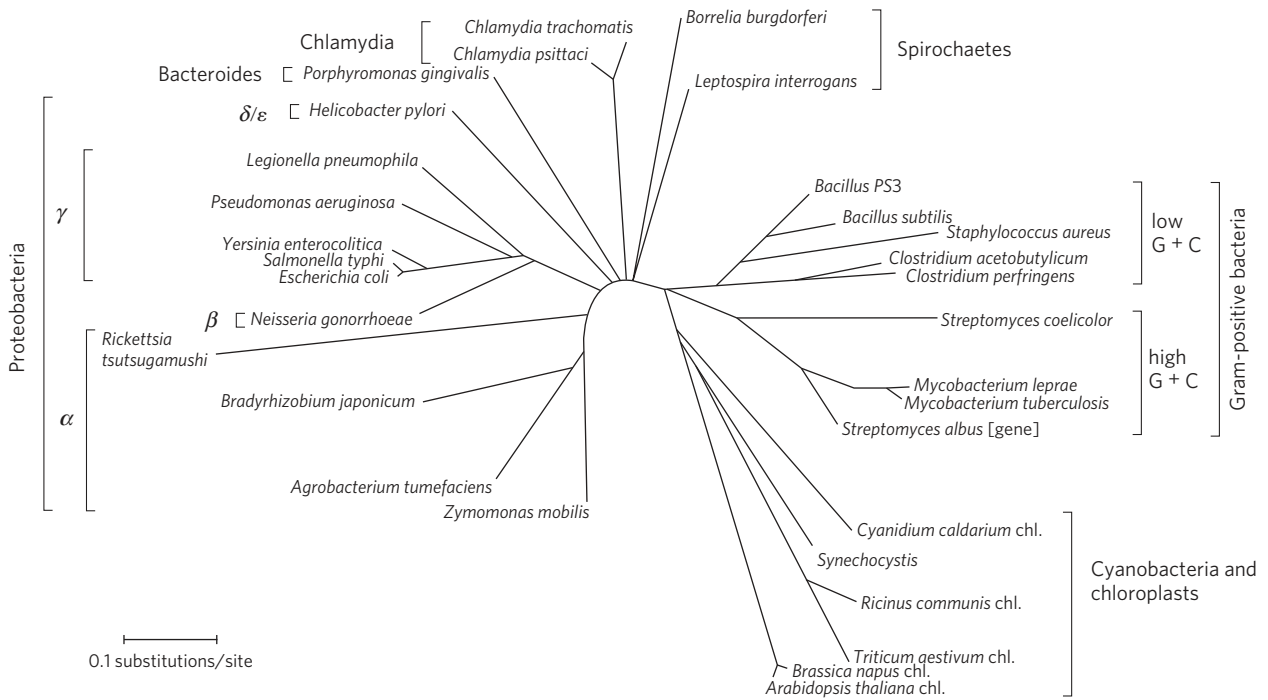 Chlamydia
Chlamydia trachomatis
Chlamydia psittaci
Bacteroides
Porphyromonas gingivalis
δ/ε
Helicobacter pylori
Legionella pneumophila
γ
Pseudomonas aeruginosa
Yersinia enterocolitica
Salmonella typhi
Escherichia coli
β
Neisseria gonorrhoeae
Proteobacteria
Rickettsia
tsutsugamushi
Bradyrhizobium japonicum
α
Agrobacterium tumefaciens
Zymomonas mobilis
Borrelia burgdorferi
Spirochaetes
Leptospira interrogans
Bacillus PS3
Bacillus subtilis
Staphylococcus aureus
Clostridium acetobutylicum
Clostridium perfringens
low
G + C
Gram-positive bacteria
Streptomyces coelicolor
high
G + C
Mycobacterium leprae
Mycobacterium tuberculosis
Streptomyces albus [gene]
Cyanidium caldarium chl.
Synechocystis
Cyanobacteria and
chloroplasts
Ricinus communis chl.
Triticum aestivum chl.
Brassica napus chl.
Arabidopsis thaliana chl.
0.1 substitutions/site